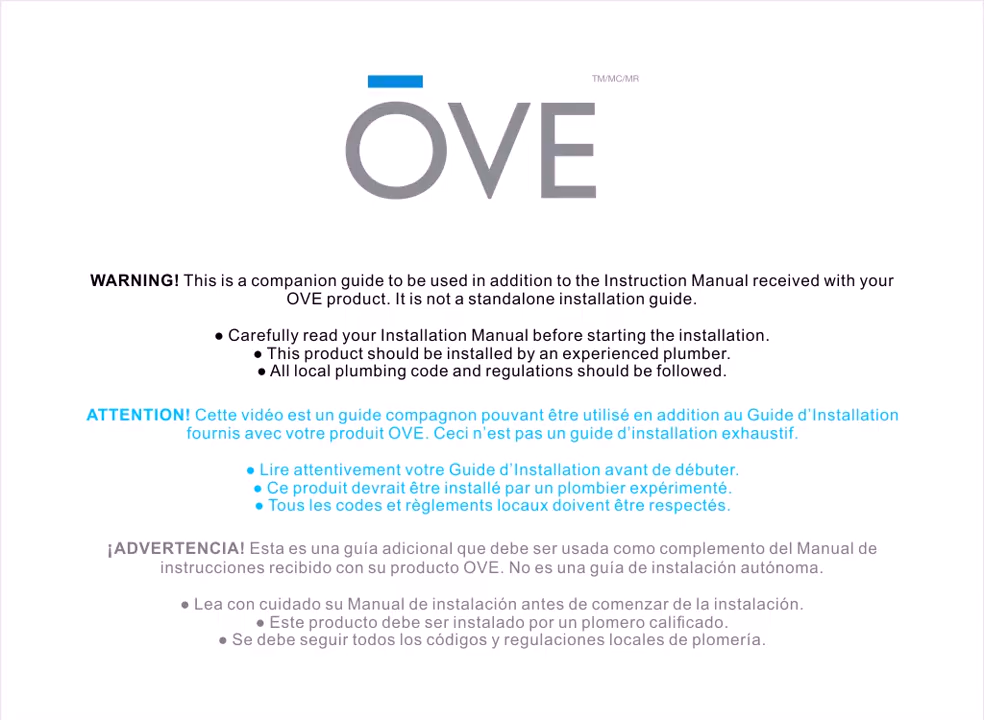 TM/MC/MR
ŌVE
WARNING! This is a companion guide to be used in addition to the Instruction Manual received with your
OVE product. It is not a standalone installation guide.
● Carefully read your Installation Manual before starting the installation.
● This product should be installed by an experienced plumber.
● All local plumbing code and regulations should be followed.
ATTENTION! Cette vidéo est un guide compagnon pouvant être utilisé en addition au Guide d'Installation
fournis avec votre produit OVE. Ceci n'est pas un guide d'installation exhaustif.
● Lire attentivement votre Guide d'Installation avant de débuter.
● Ce produit devrait être installé par un plombier expérimenté.
● Tous les codes et règlements locaux doivent être respectés.
¡ADVERTENCIA! Esta es una guía adicional que debe ser usada como complemento del Manual de
instrucciones recibido con su producto OVE. No es una guía de instalación autónoma.
● Lea con cuidado su Manual de instalación antes de comenzar de la instalación.
● Este producto debe ser instalado por un plomero calificado.
● Se debe seguir todos los códigos y regulaciones locales de plomería.